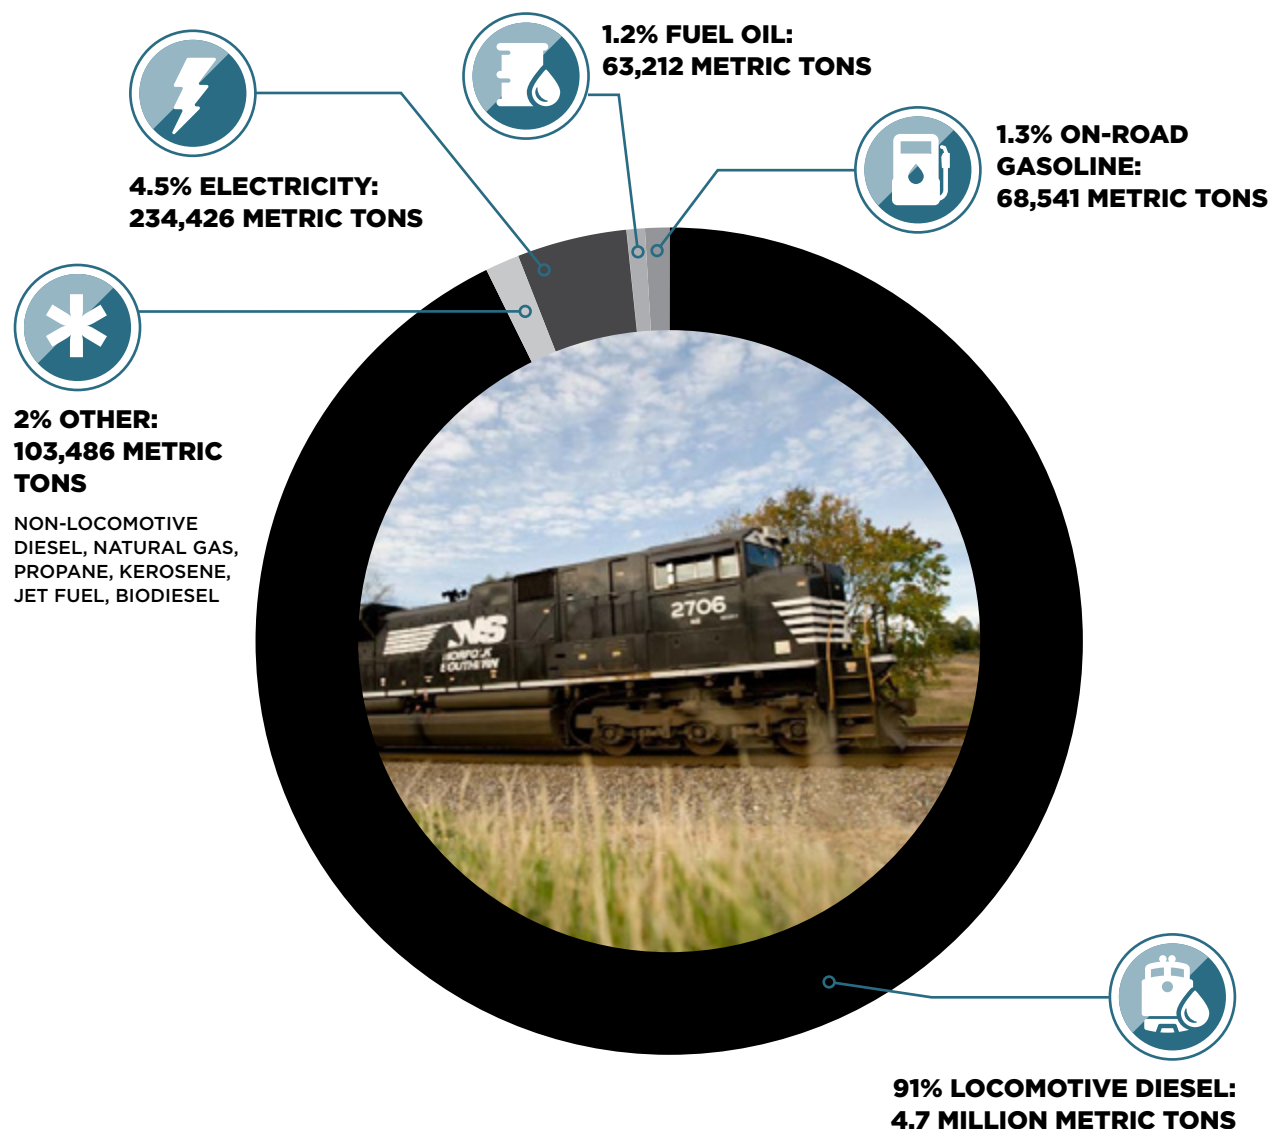 1.2% FUEL OIL:
63,212 METRIC TONS
1.3% ON-ROAD
GASOLINE:
68,541 METRIC TONS
4.5% ELECTRICITY:
234,426 METRIC TONS
2% OTHER:
103,486 METRIC
TONS
NON-LOCOMOTIVE
DIESEL, NATURAL GAS,
PROPANE, KEROSENE,
JET FUEL, BIODIESEL
2706
NS
NORFOLK
SOUTHERN
91% LOCOMOTIVE DIESEL:
4.7 MILLION METRIC TONS